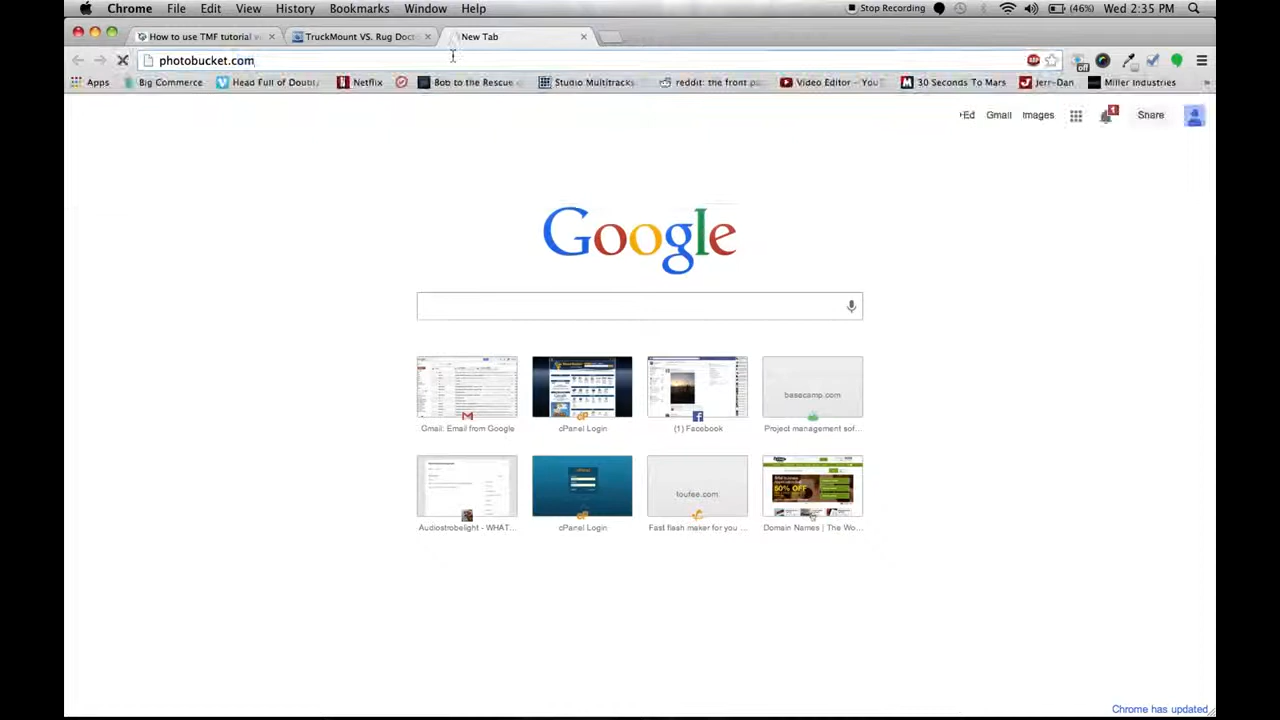 Chrome File Edit View History Bookmarks Window Help Stop Recording (46%) Wed 2:35 PM
How to use TMF tutorial v TruckMount VS. Rug Doct New Tab
photobucket.com
Apps Big Commerce Head Full of Doubt/ Netflix Bob to the Rescue Studio Multitracks reddit: the front pa Video Editor - You 30 Seconds To Mars Jerr-Dan Miller Industries »
+Ed Gmail Images Share
Google
basecamp.com
Gmail: Email from Google cPanel Login (1) Facebook Project management sof...
toufee.com
50% OFF
Audiostrobelight - WHAT... cPanel Login Fast flash maker for you ... Domain Names | The Wo...
Chrome has updated